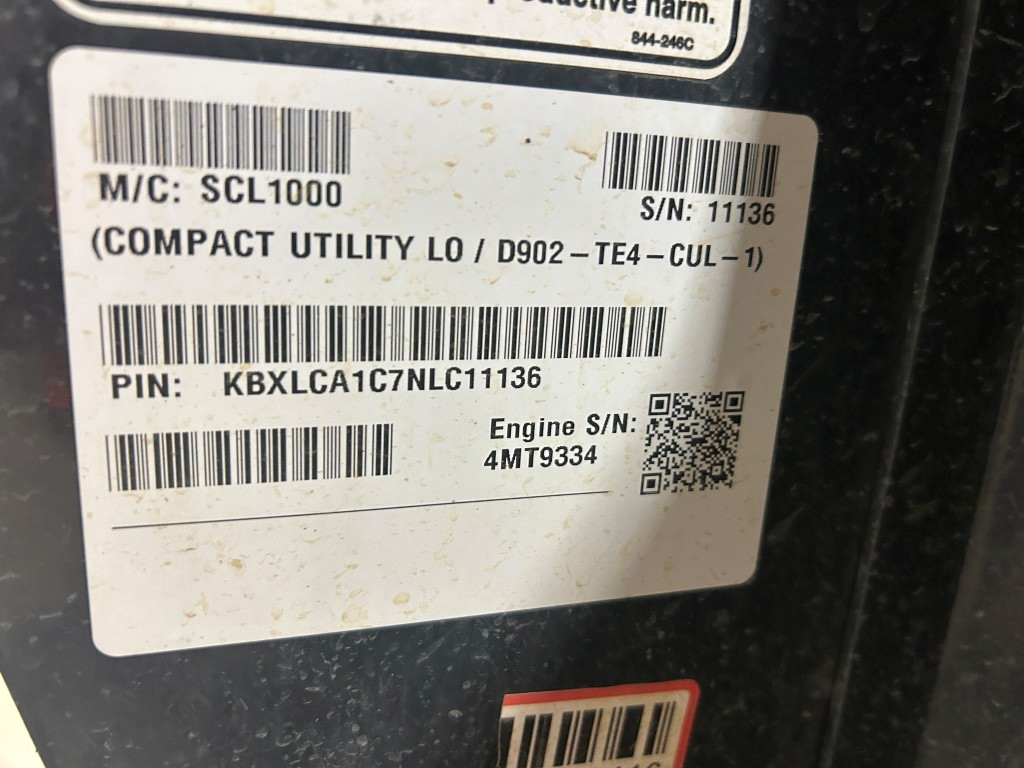 productive harm.
844-246C
M/C: SCL1000
S/N: 11136
(COMPACT UTILITY LO / D902-TE4-CUL-1)
PIN: KBXLCA1C7NLC11136
Engine S/N:
4MT9334